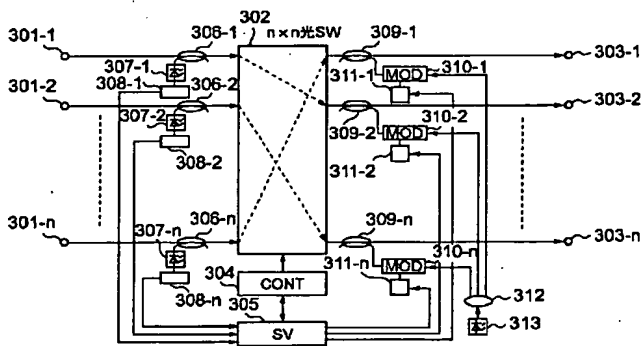 302 n×n光SW
301-1 307-1 306-1 309-1 303-1
308-1 306-2 311-1 MOD 310-1
301-2 303-2
307-2 309-2 MOD 310-2
308-2 311-2
301-n 306-n 309-n 303-n
307-n 310-n
308-n 304 CONT 311-n MOD
305 SV 312
313